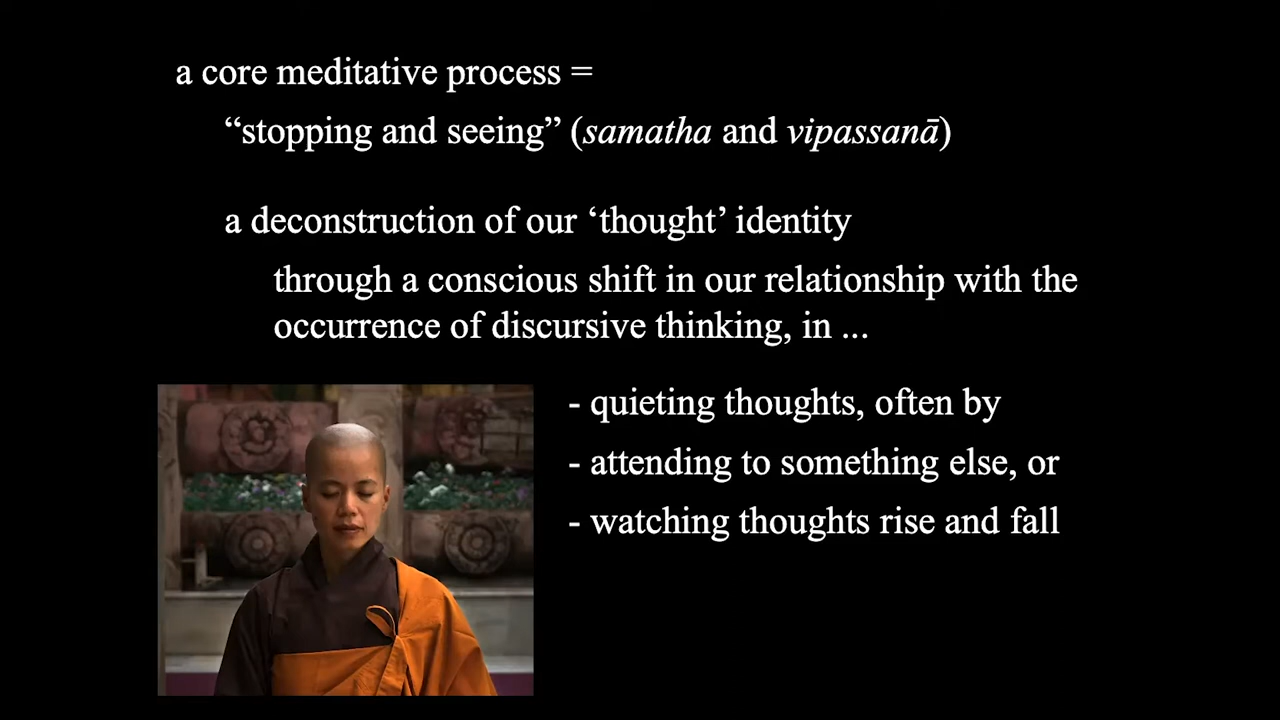 a core meditative process =
“stopping and seeing” (samatha and vipassanā)
a deconstruction of our ‘thought’ identity
through a conscious shift in our relationship with the
occurrence of discursive thinking, in ...
- quieting thoughts, often by
- attending to something else, or
- watching thoughts rise and fall